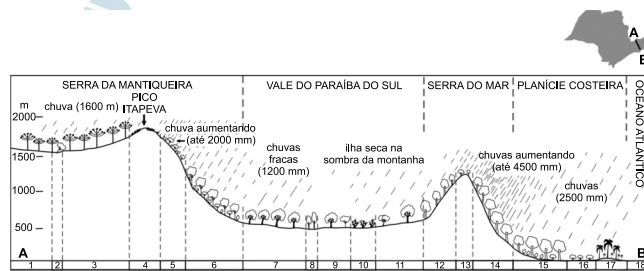 A
B
SERRA DA MANTIQUEIRA
VALE DO PARAÍBA DO SUL
SERRA DO MAR
PLANÍCIE COSTEIRA
OCEANO ATLÂNTICO
m
chuva (1600 m)
PICO
ITAPEVA
2000
1500
1000
500
chuva aumentando
(até 2000 mm)
chuvas
fracas
(1200 mm)
ilha seca na
sombra da montanha
chuvas aumentando
(até 4500 mm)
chuvas
(2500 mm)
A
B
1 2 3 4 5 6 7 8 9 10 11 12 13 14 15 16 17 18